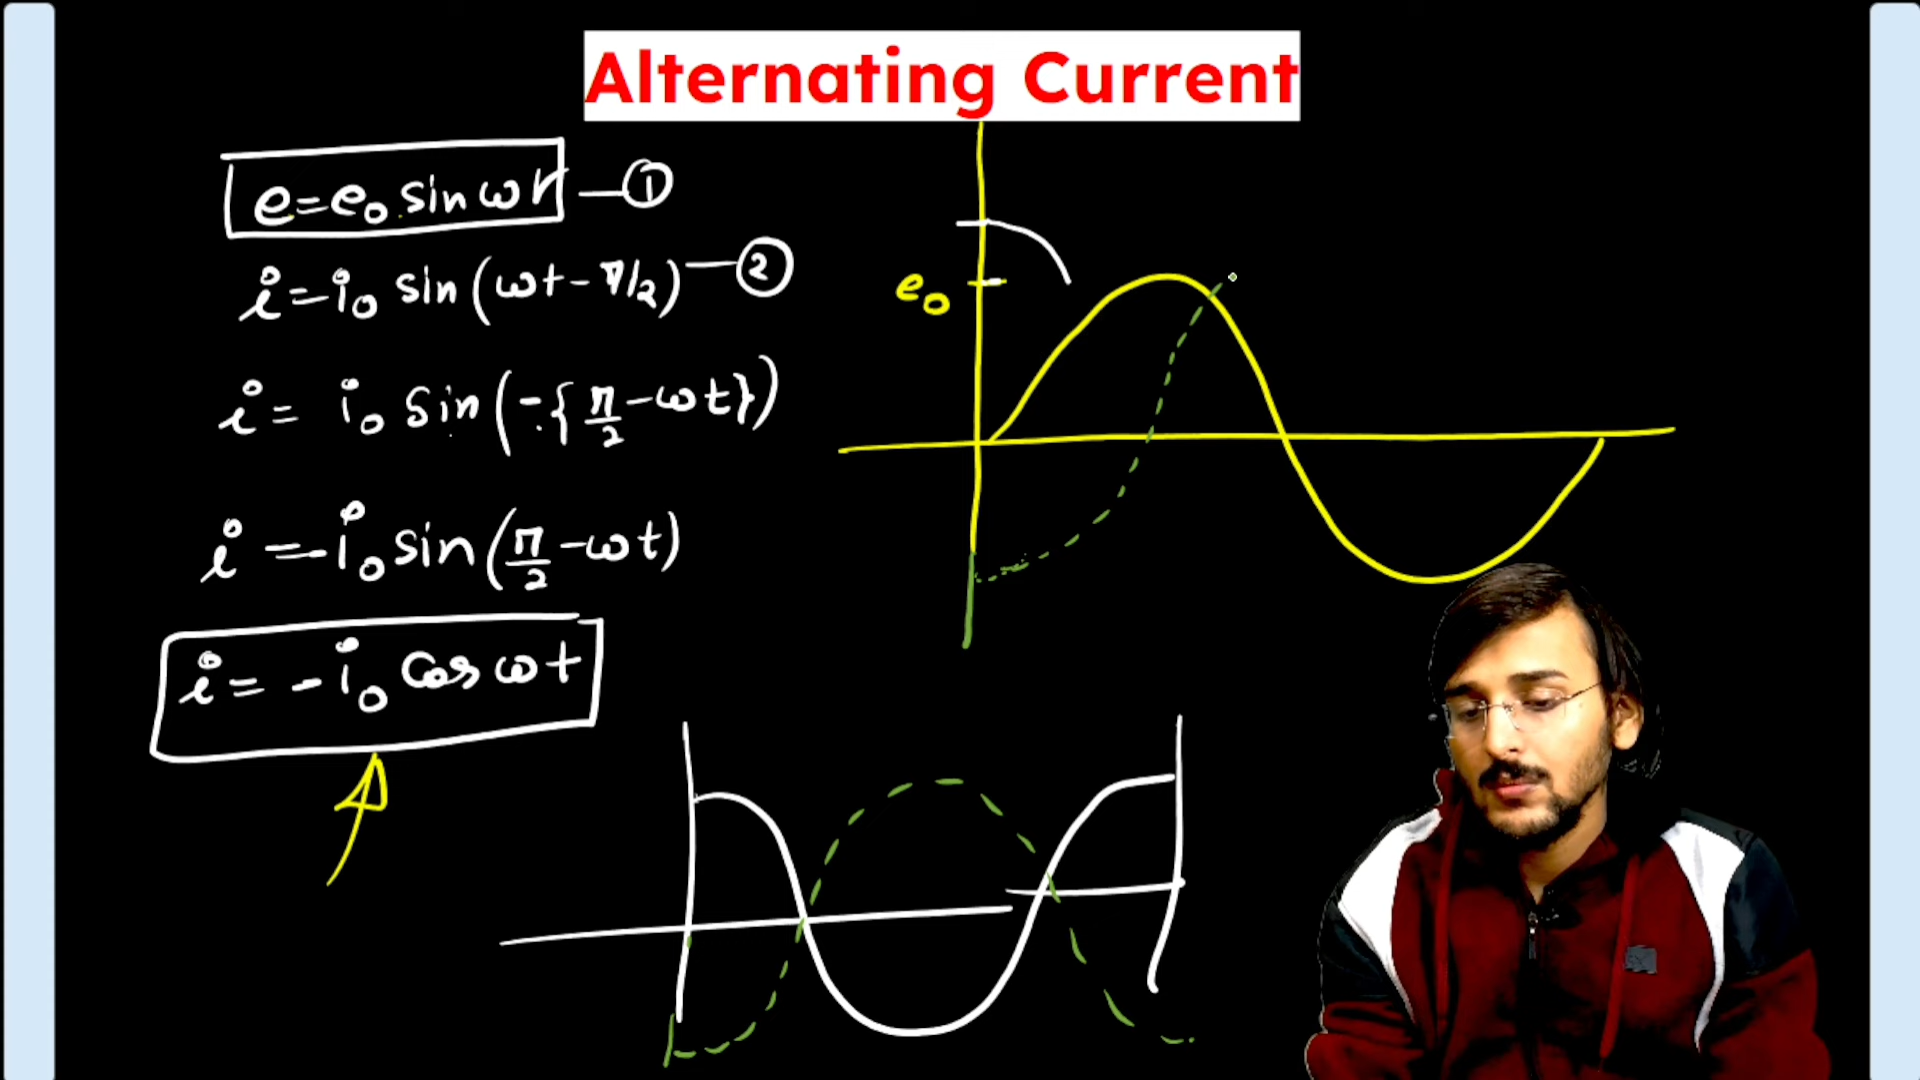 Alternating Current
e=e₀ sin ωt —①
i=i₀ sin(ωt-π/2) —②
e₀
i= i₀ sin(-{π/2-ωt})
i=-i₀ sin(π/2-ωt)
i= -i₀ cos ωt